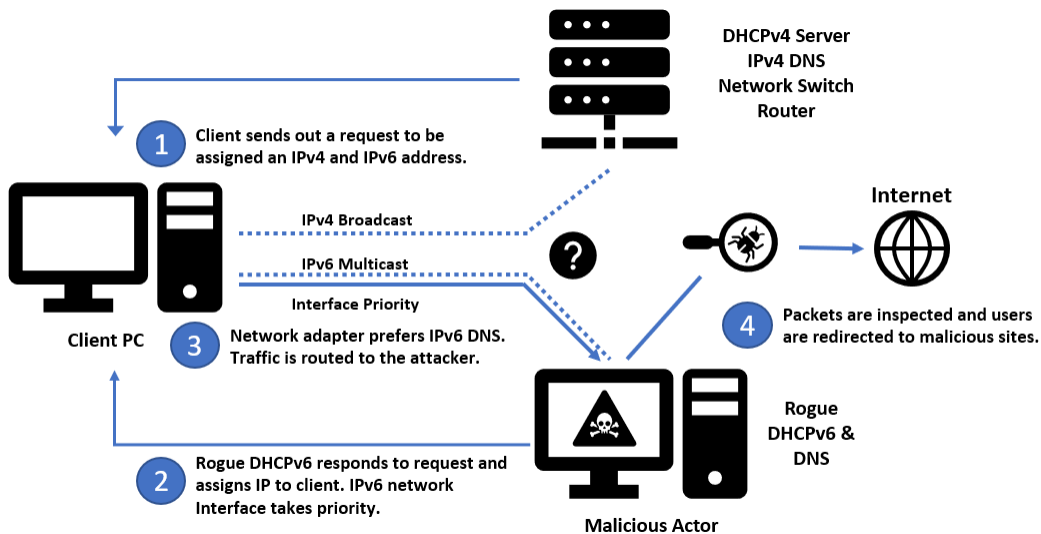 DHCPv4 Server
IPv4 DNS
Network Switch
Router
1
Client sends out a request to be
assigned an IPv4 and IPv6 address.
Internet
IPv4 Broadcast
?
IPv6 Multicast
Interface Priority
Client PC
3
Network adapter prefers IPv6 DNS.
Traffic is routed to the attacker.
4
Packets are inspected and users
are redirected to malicious sites.
Rogue
DHCPv6 &
DNS
2
Rogue DHCPv6 responds to request and
assigns IP to client. IPv6 network
Interface takes priority.
Malicious Actor